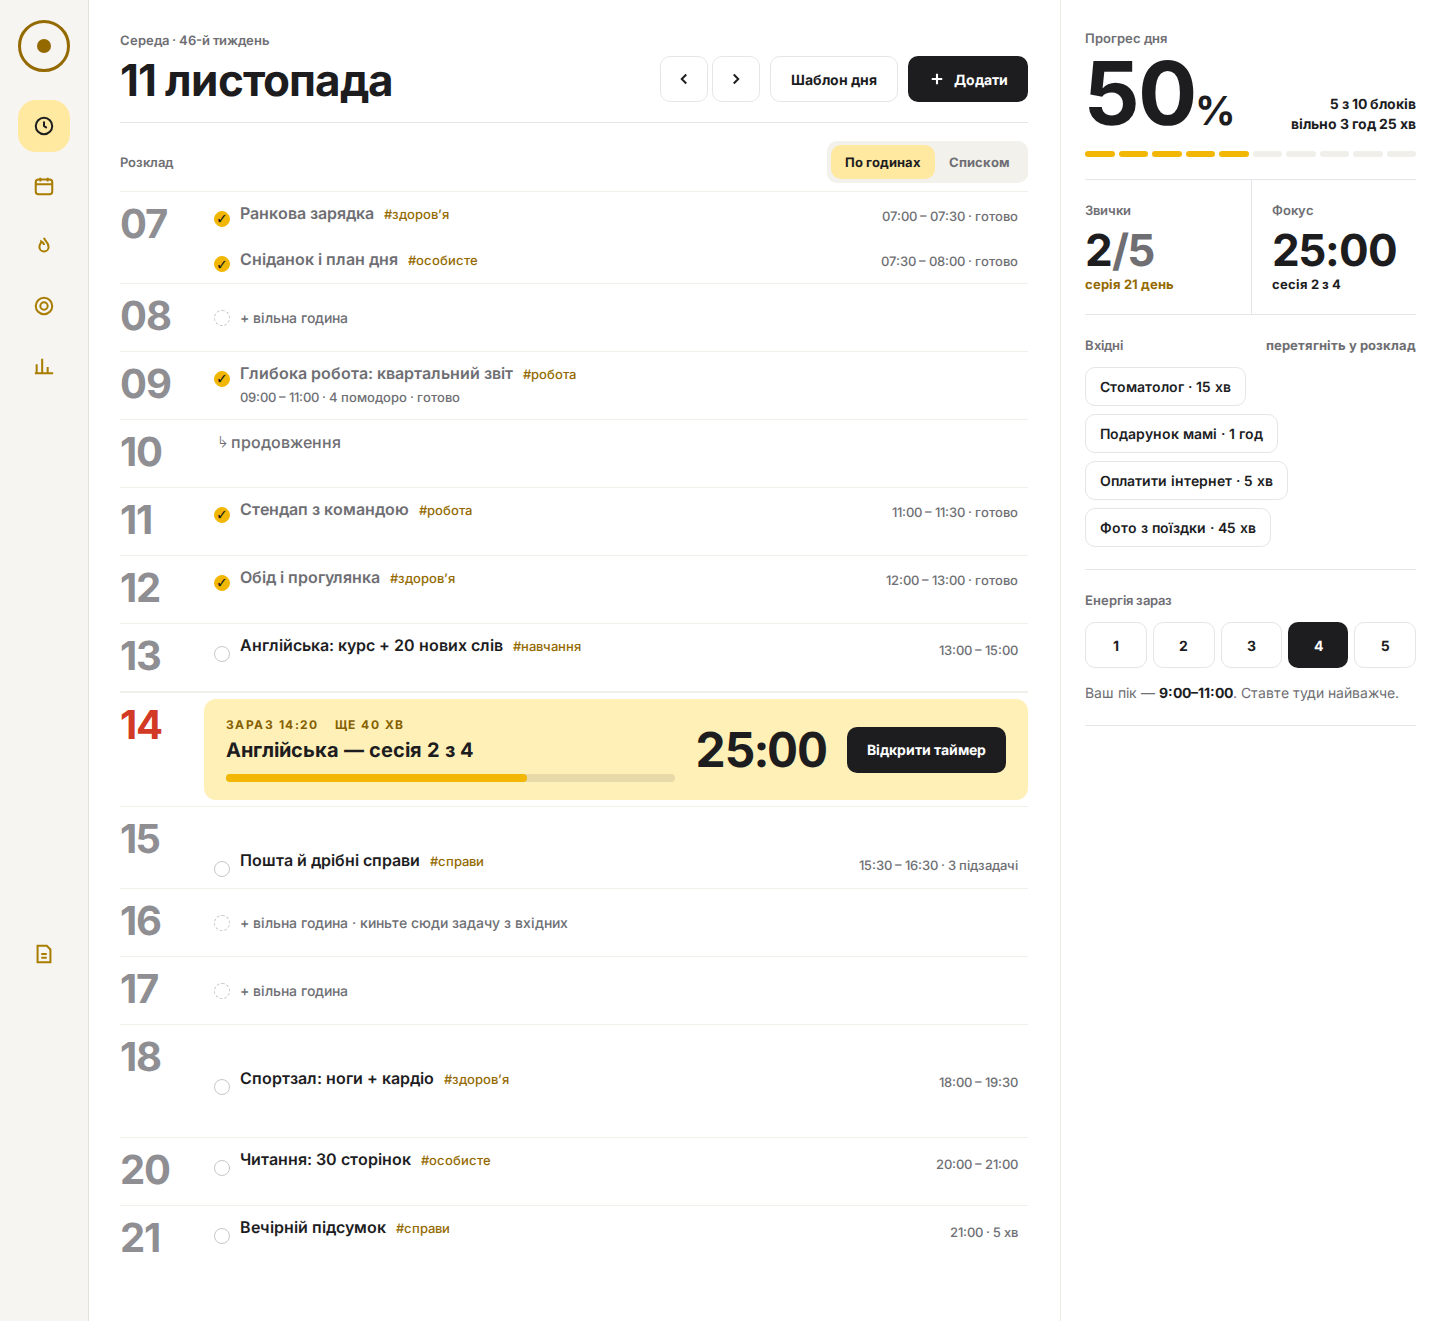 Середа · 46-й тиждень
11 листопада
Шаблон дня
+ Додати
Розклад
По годинах
Списком
07
Ранкова зарядка #здоров'я 07:00 – 07:30 · готово
Сніданок і план дня #особисте 07:30 – 08:00 · готово
08
+ вільна година
09
Глибока робота: квартальний звіт #робота
09:00 – 11:00 · 4 помодоро · готово
10
↳ продовження
11
Стендап з командою #робота 11:00 – 11:30 · готово
12
Обід і прогулянка #здоров'я 12:00 – 13:00 · готово
13
Англійська: курс + 20 нових слів #навчання 13:00 – 15:00
14
ЗАРАЗ 14:20 ЩЕ 40 ХВ
Англійська — сесія 2 з 4
25:00
Відкрити таймер
15
Пошта й дрібні справи #справи 15:30 – 16:30 · 3 підзадачі
16
+ вільна година · киньте сюди задачу з вхідних
17
+ вільна година
18
Спортзал: ноги + кардіо #здоров'я 18:00 – 19:30
20
Читання: 30 сторінок #особисте 20:00 – 21:00
21
Вечірній підсумок #справи 21:00 · 5 хв
Прогрес дня
50%
5 з 10 блоків
вільно 3 год 25 хв
Звички
2/5
серія 21 день
Фокус
25:00
сесія 2 з 4
Вхідні
перетягніть у розклад
Стоматолог · 15 хв
Подарунок мамі · 1 год
Оплатити інтернет · 5 хв
Фото з поїздки · 45 хв
Енергія зараз
1 2 3 4 5
Ваш пік — 9:00–11:00. Ставте туди найважче.